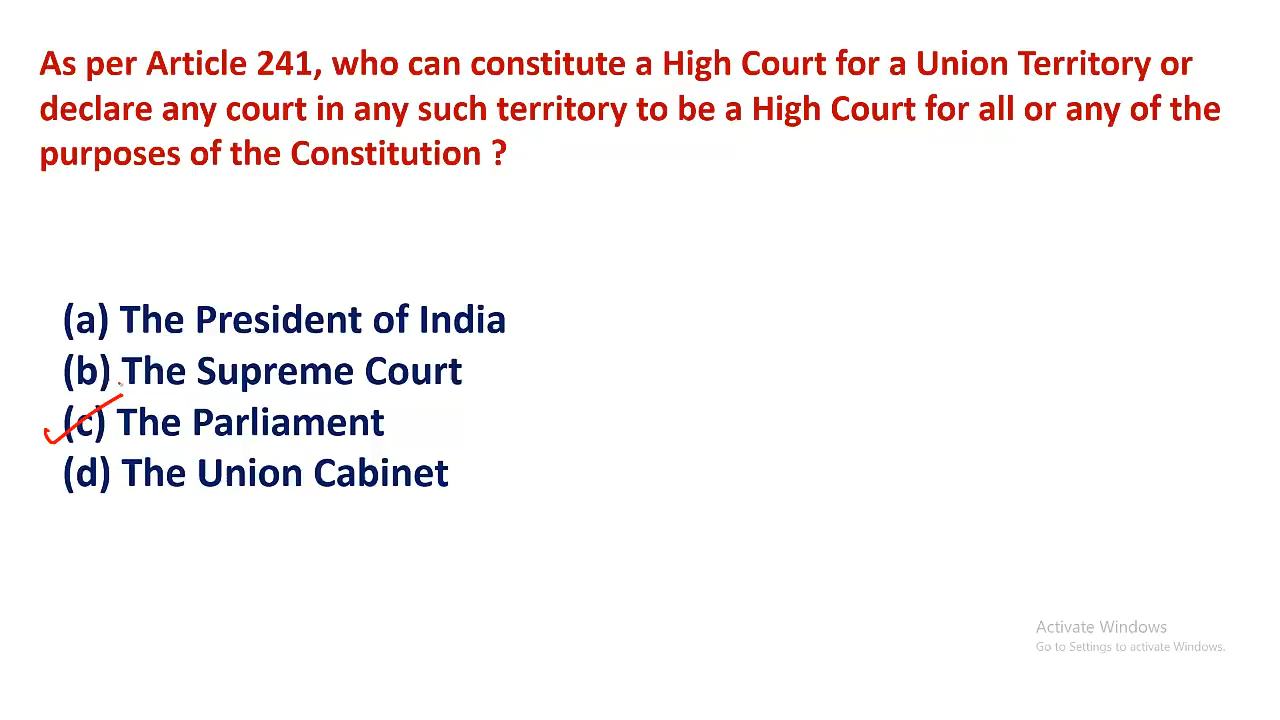 As per Article 241, who can constitute a High Court for a Union Territory or
declare any court in any such territory to be a High Court for all or any of the
purposes of the Constitution ?
(a) The President of India
(b) The Supreme Court
(c) The Parliament
(d) The Union Cabinet
Activate Windows
Go to Settings to activate Windows.